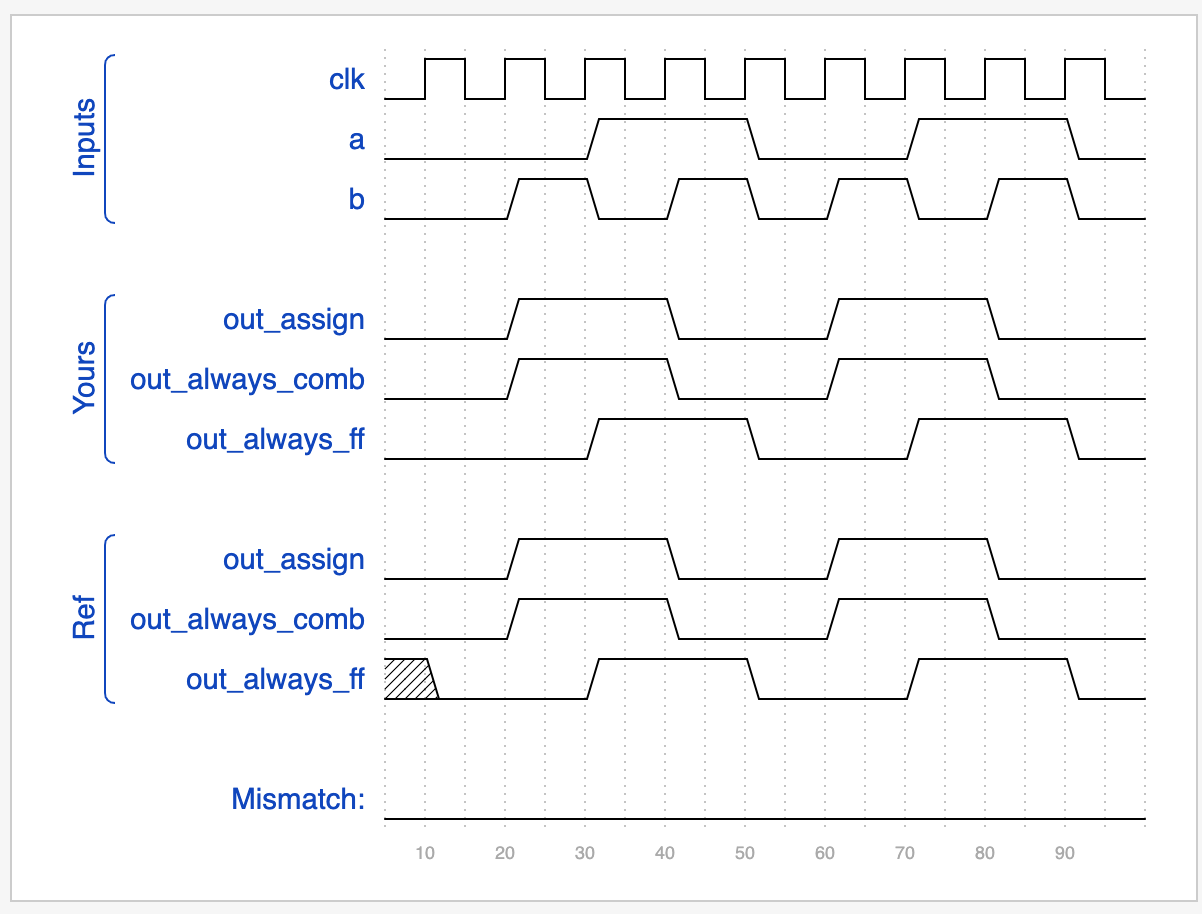 Inputs
clk
a
b
Yours
out_assign
out_always_comb
out_always_ff
Ref
out_assign
out_always_comb
out_always_ff
Mismatch:
10 20 30 40 50 60 70 80 90